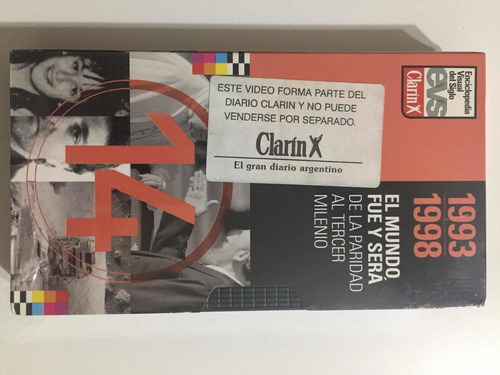 ESTE VIDEO FORMA PARTE DEL
DIARIO CLARIN Y NO PUEDE
VENDERSE POR SEPARADO.
Clarín X
El gran diario argentino
Enciclopedia
Visual
del Siglo
evs
Clarín X
14
1993
1998
EL MUNDO
FUE Y SERÁ
DE LA PARIDAD
AL TERCER
MILENIO